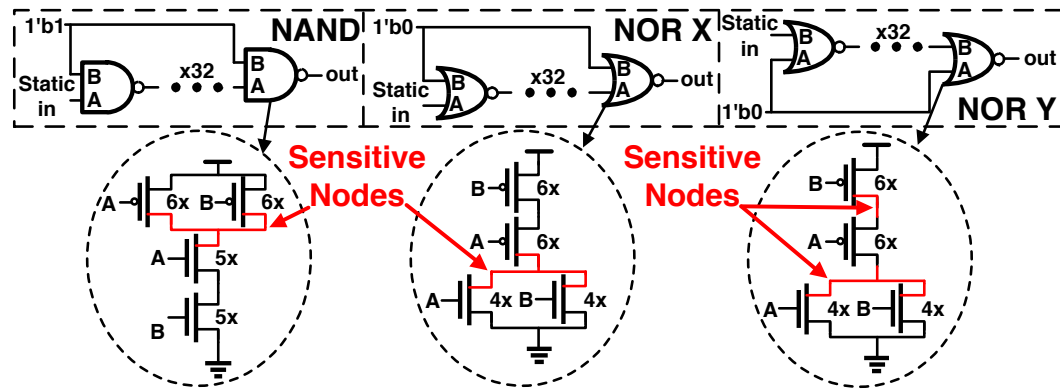 1'b1
NAND
B
A
Static
in
x32
B
A
out
1'b0
NOR X
B
A
Static
in
x32
B
A
out
Static
in
B
A
x32
B
A
out
1'b0
NOR Y
Sensitive
Nodes
Sensitive
Nodes
A
6x
B
6x
A
5x
B
5x
B
6x
A
6x
A
4x
B
4x
B
6x
A
6x
A
4x
B
4x